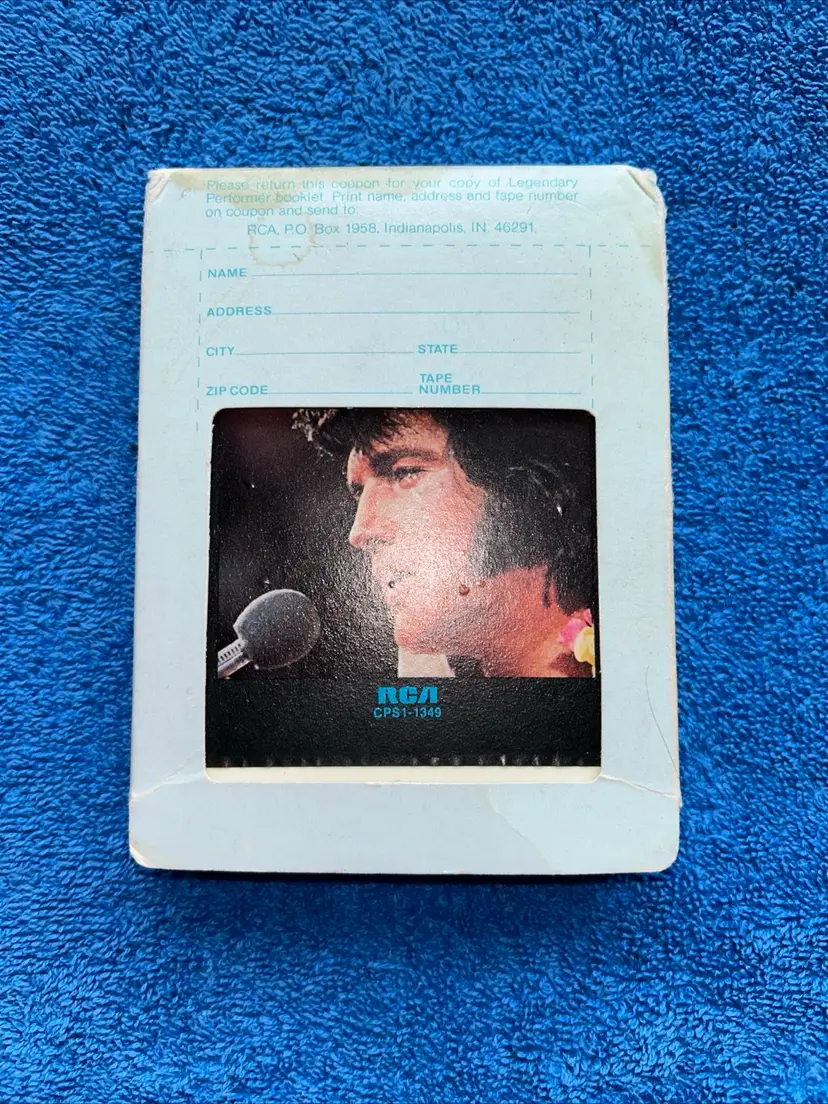 Please return this coupon for your copy of Legendary
Performer booklet. Print name, address and tape number
on coupon and send to:
RCA, P.O. Box 1958, Indianapolis, IN. 46291.
NAME
ADDRESS
CITY STATE
ZIP CODE TAPE NUMBER
RCA
CPS1-1349